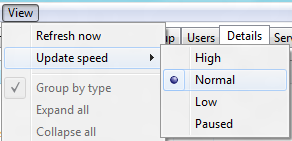 View
Refresh now
Update speed
Group by type
Expand all
Collapse all
Users
Details
High
Normal
Low
Paused